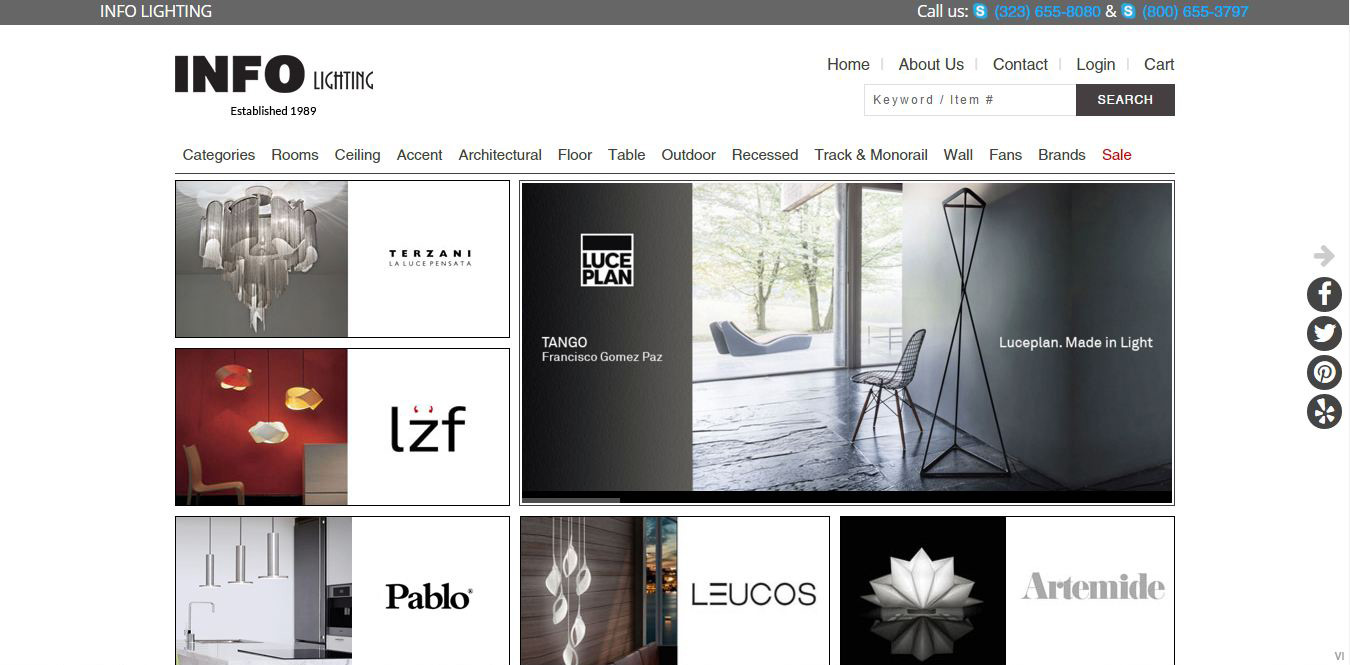 INFO LIGHTING
Call us: (323) 655-8080 & (800) 655-3797
INFO LIGHTING
Established 1989
Home About Us Contact Login Cart
Keyword / Item # SEARCH
Categories Rooms Ceiling Accent Architectural Floor Table Outdoor Recessed Track & Monorail Wall Fans Brands Sale
TERZANI
LA LUCE PENSATA
LUCE
PLAN
TANGO
Francisco Gomez Paz
Luceplan. Made in Light
lzf
Pablo®
LEUCOS
Artemide
VI